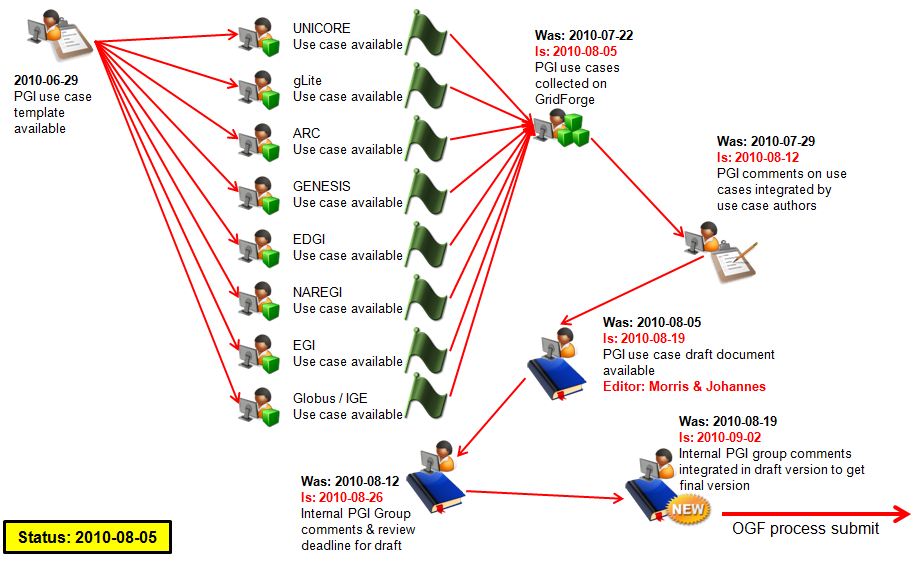 2010-06-29
PGI use case
template
available
UNICORE
Use case available
gLite
Use case available
ARC
Use case available
GENESIS
Use case available
EDGI
Use case available
NAREGI
Use case available
EGI
Use case available
Globus / IGE
Use case available
Was: 2010-07-22
Is: 2010-08-05
PGI use cases
collected on
GridForge
Was: 2010-07-29
Is: 2010-08-12
PGI comments on use
cases integrated by
use case authors
Was: 2010-08-05
Is: 2010-08-19
PGI use case draft document
available
Editor: Morris & Johannes
Was: 2010-08-12
Is: 2010-08-26
Internal PGI Group
comments & review
deadline for draft
Was: 2010-08-19
Is: 2010-09-02
Internal PGI group comments
integrated in draft version to get
final version
NEW
OGF process submit
Status: 2010-08-05